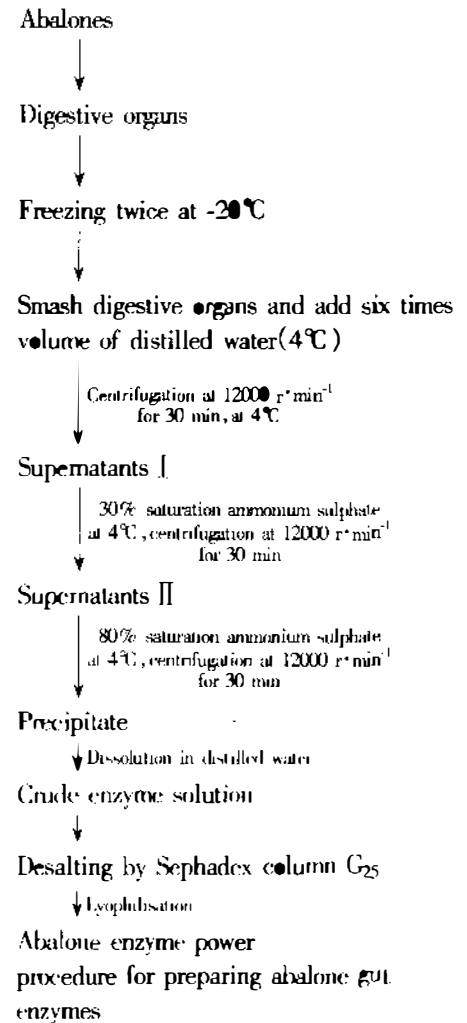 Abalones
Digestive organs
Freezing twice at -20℃
Smash digestive organs and add six times
volume of distilled water(4℃)
Centrifugation at 12000 r·min⁻¹
for 30 min, at 4℃
Supernatants Ⅰ
30% saturation ammonium sulphate
at 4℃, centrifugation at 12000 r·min⁻¹
for 30 min
Supernatants Ⅱ
80% saturation ammonium sulphate
at 4℃, centrifugation at 12000 r·min⁻¹
for 30 min
Precipitate
Dissolution in distilled water
Crude enzyme solution
Desalting by Sephadex column G₂₅
Lyophilisation
Abalone enzyme power
procedure for preparing abalone gut
enzymes